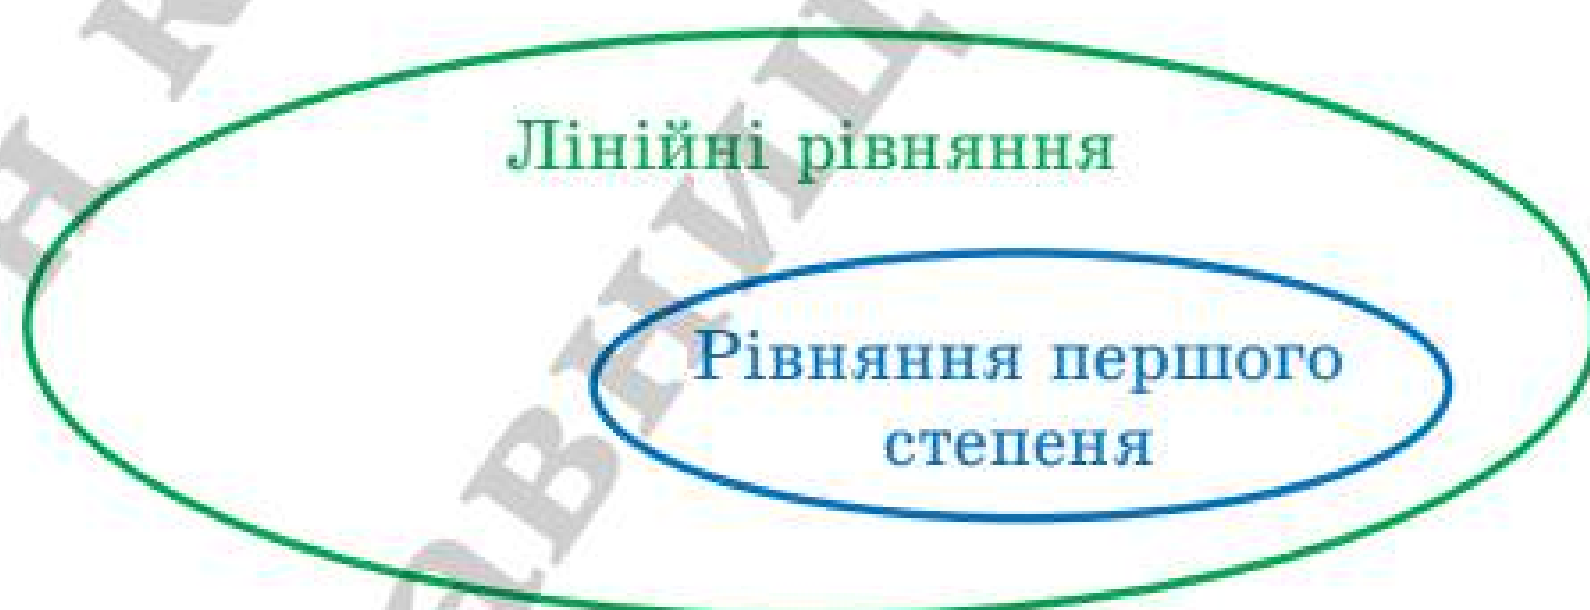 Лінійні рівняння
Рівняння першого
степеня